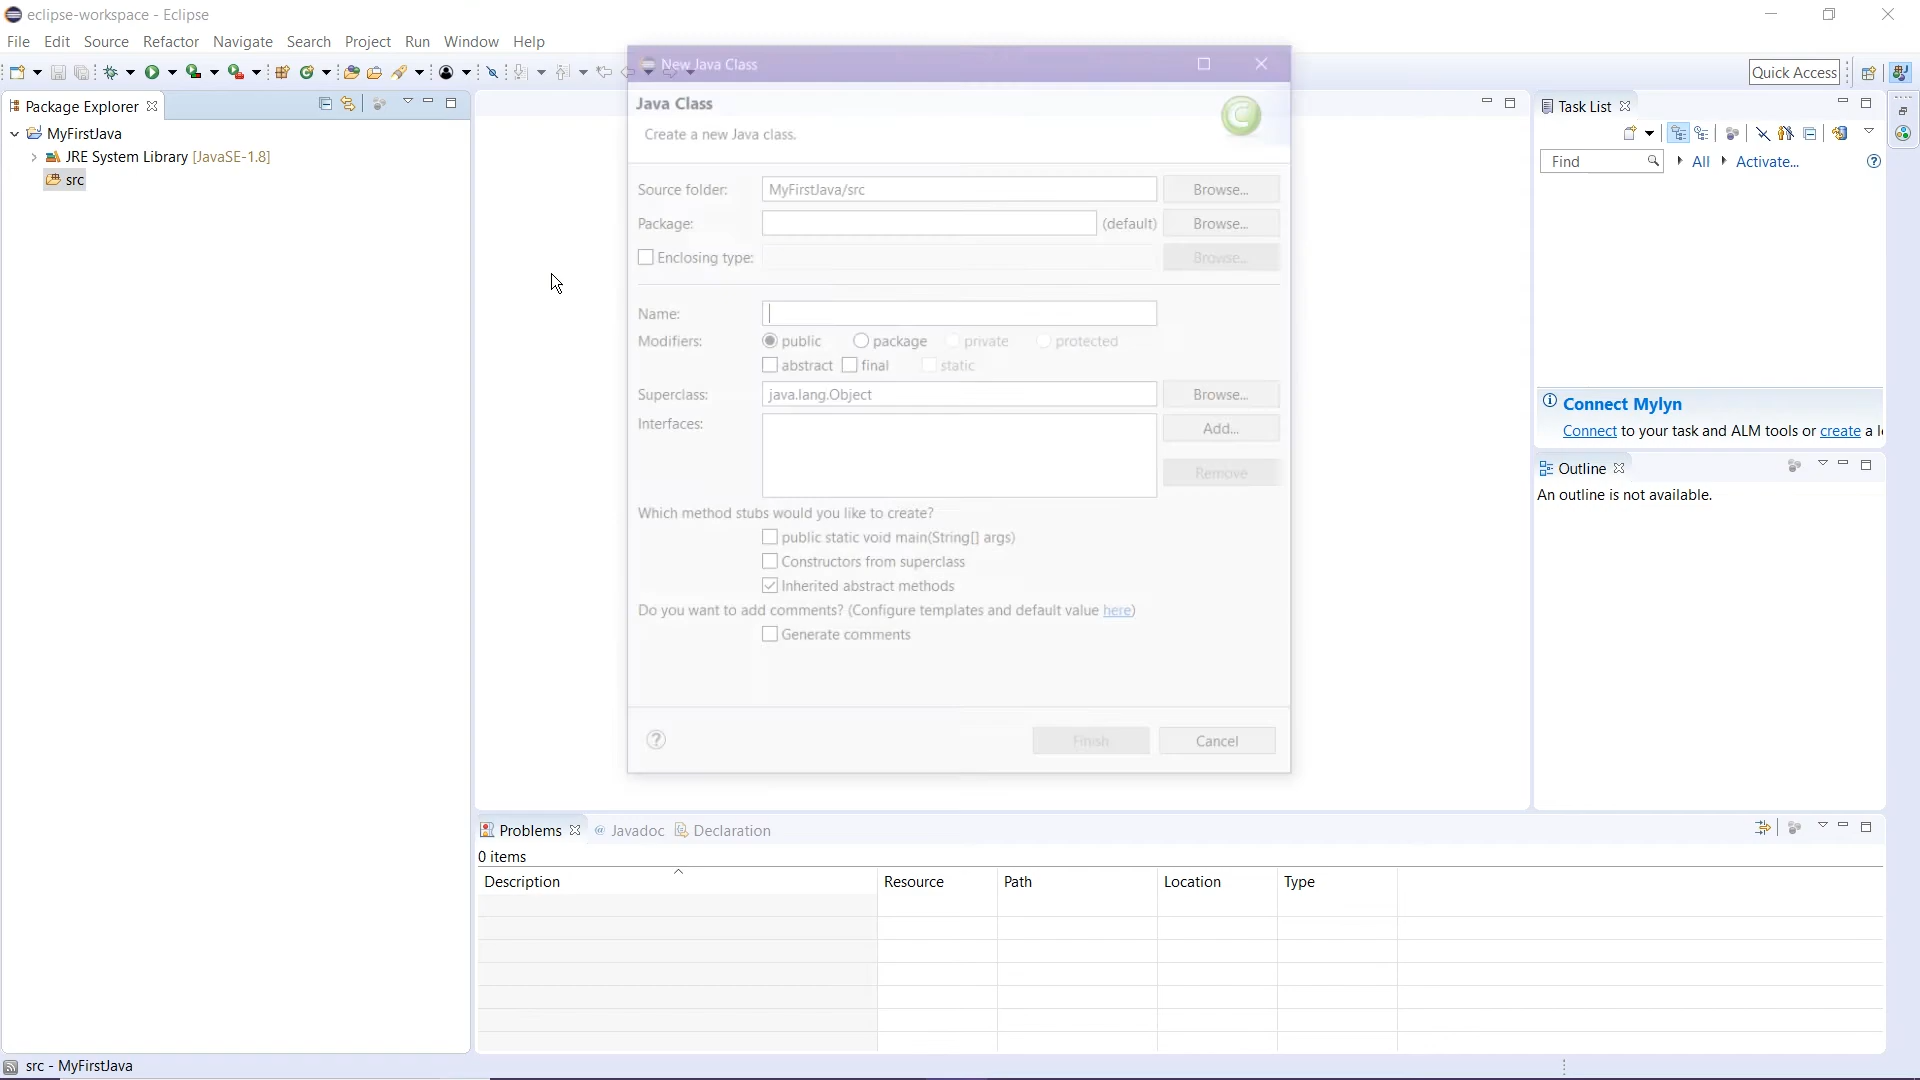 eclipse-workspace - Eclipse
File Edit Source Refactor Navigate Search Project Run Window Help
Quick Access
Package Explorer
MyFirstJava
JRE System Library [JavaSE-1.8]
src
New Java Class
Java Class
Create a new Java class.
Source folder: MyFirstJava/src Browse...
Package: (default) Browse...
Enclosing type: Browse...
Name:
Modifiers: public package private protected
abstract final static
Superclass: java.lang.Object Browse...
Interfaces: Add...
Remove
Which method stubs would you like to create?
public static void main(String[] args)
Constructors from superclass
Inherited abstract methods
Do you want to add comments? (Configure templates and default value here)
Generate comments
Finish Cancel
Task List
Find All Activate...
Connect Mylyn
Connect to your task and ALM tools or create a l
Outline
An outline is not available.
Problems @ Javadoc Declaration
0 items
Description Resource Path Location Type
src - MyFirstJava